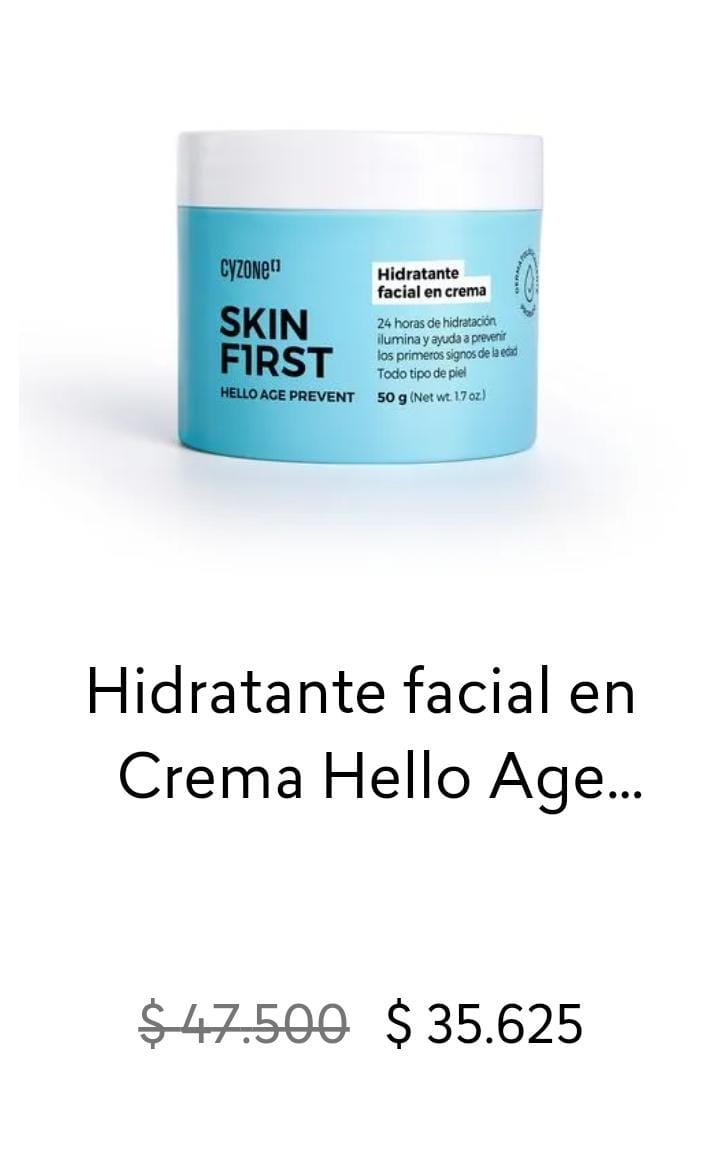 cyzone
SKIN
F1RST
HELLO AGE PREVENT
Hidratante
facial en crema
24 horas de hidratación,
ilumina y ayuda a prevenir
los primeros signos de la edad
Todo tipo de piel
50 g (Net wt. 1.7 oz.)
Hidratante facial en
Crema Hello Age...
$ 47.500 $ 35.625